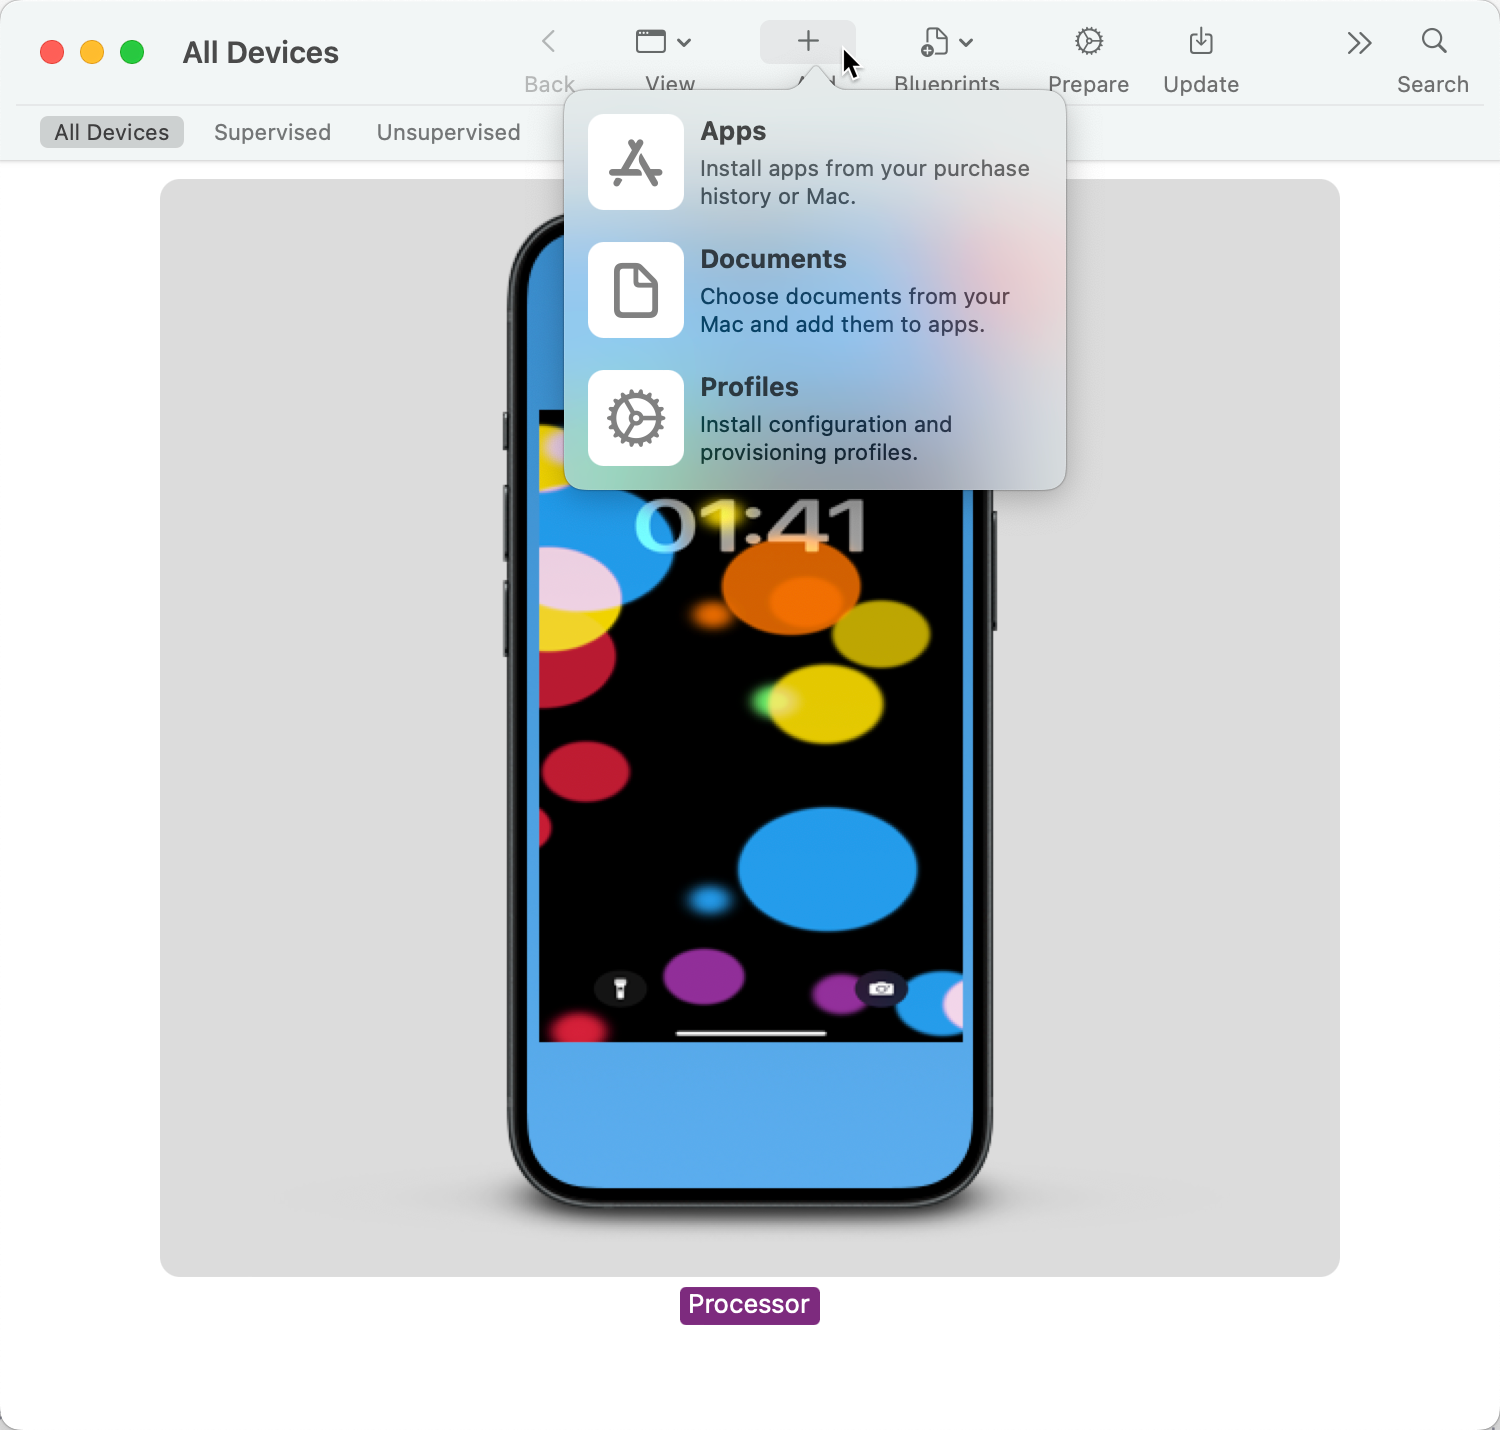 All Devices
Back
View
Add
Blueprints
Prepare
Update
Search
All Devices
Supervised
Unsupervised
Apps
Install apps from your purchase
history or Mac.
Documents
Choose documents from your
Mac and add them to apps.
Profiles
Install configuration and
provisioning profiles.
01:41
Processor